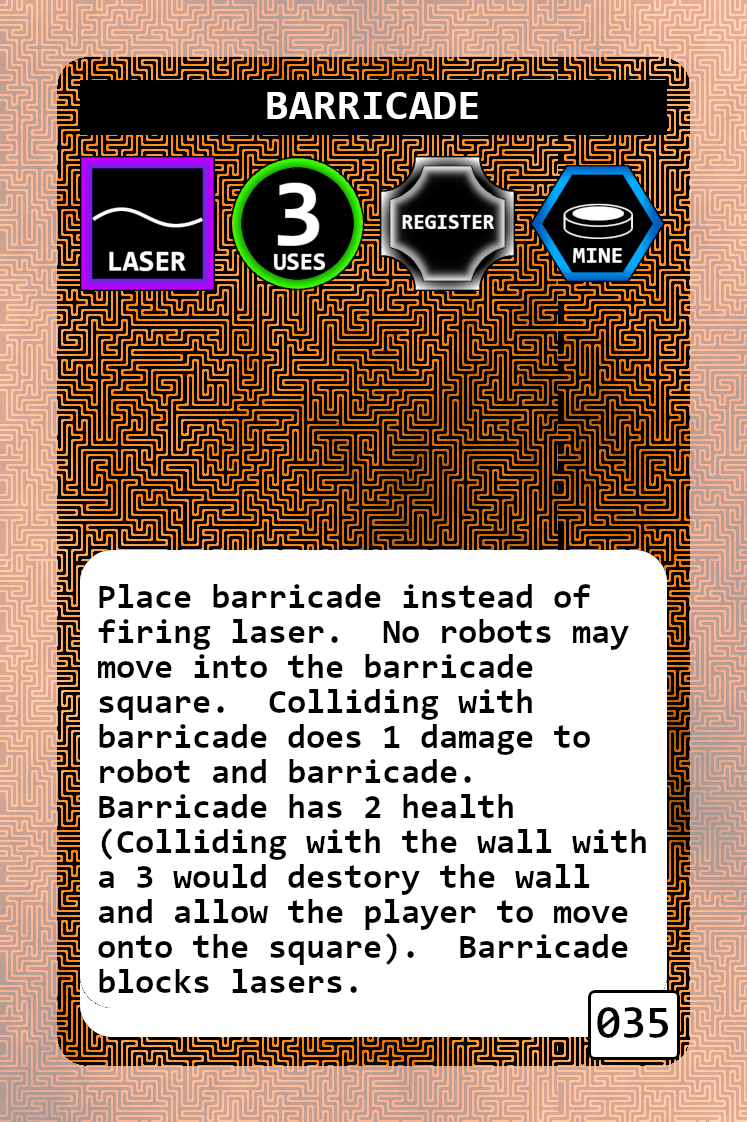 BARRICADE
LASER
3
USES
REGISTER
MINE
Place barricade instead of
firing laser.  No robots may
move into the barricade
square.  Colliding with
barricade does 1 damage to
robot and barricade.
Barricade has 2 health
(Colliding with the wall with
a 3 would destory the wall
and allow the player to move
onto the square).  Barricade
blocks lasers.
035